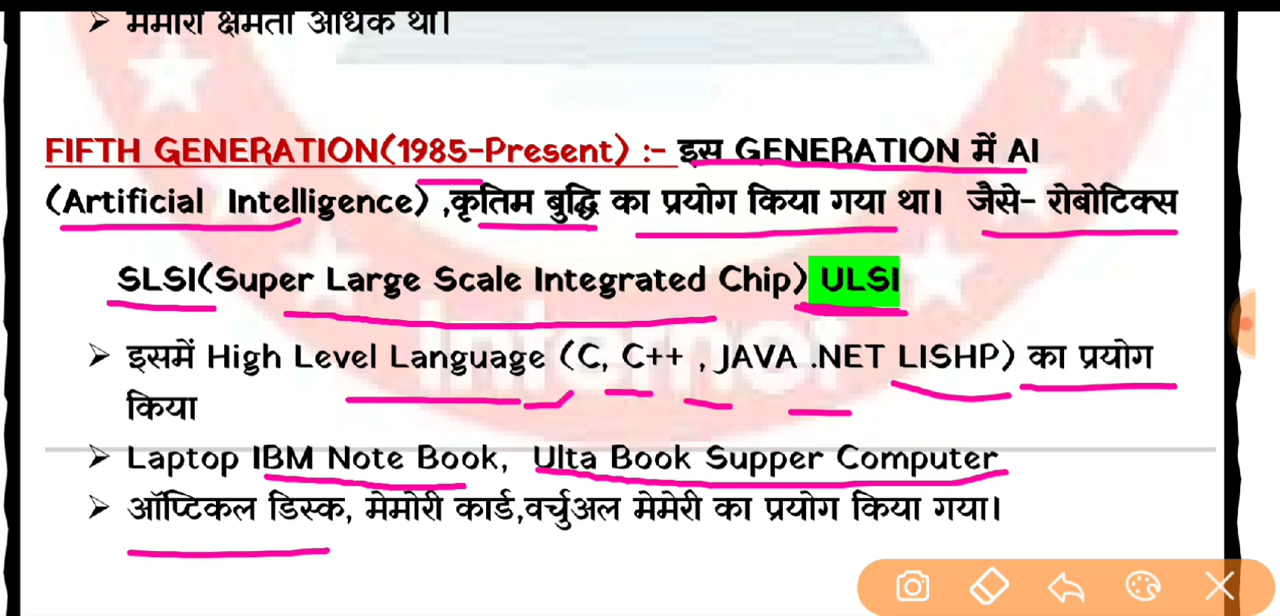 ➤ मेमोरी क्षमता अधिक थी।
FIFTH GENERATION(1985-Present) :- इस GENERATION में AI
(Artificial Intelligence) ,कृतिम बुद्धि का प्रयोग किया गया था। जैसे- रोबोटिक्स
SLSI(Super Large Scale Integrated Chip) ULSI
➤ इसमें High Level Language (C, C++ , JAVA .NET LISHP) का प्रयोग
किया
➤ Laptop IBM Note Book, Ulta Book Supper Computer
➤ ऑप्टिकल डिस्क, मेमोरी कार्ड,वर्चुअल मेमेरी का प्रयोग किया गया।